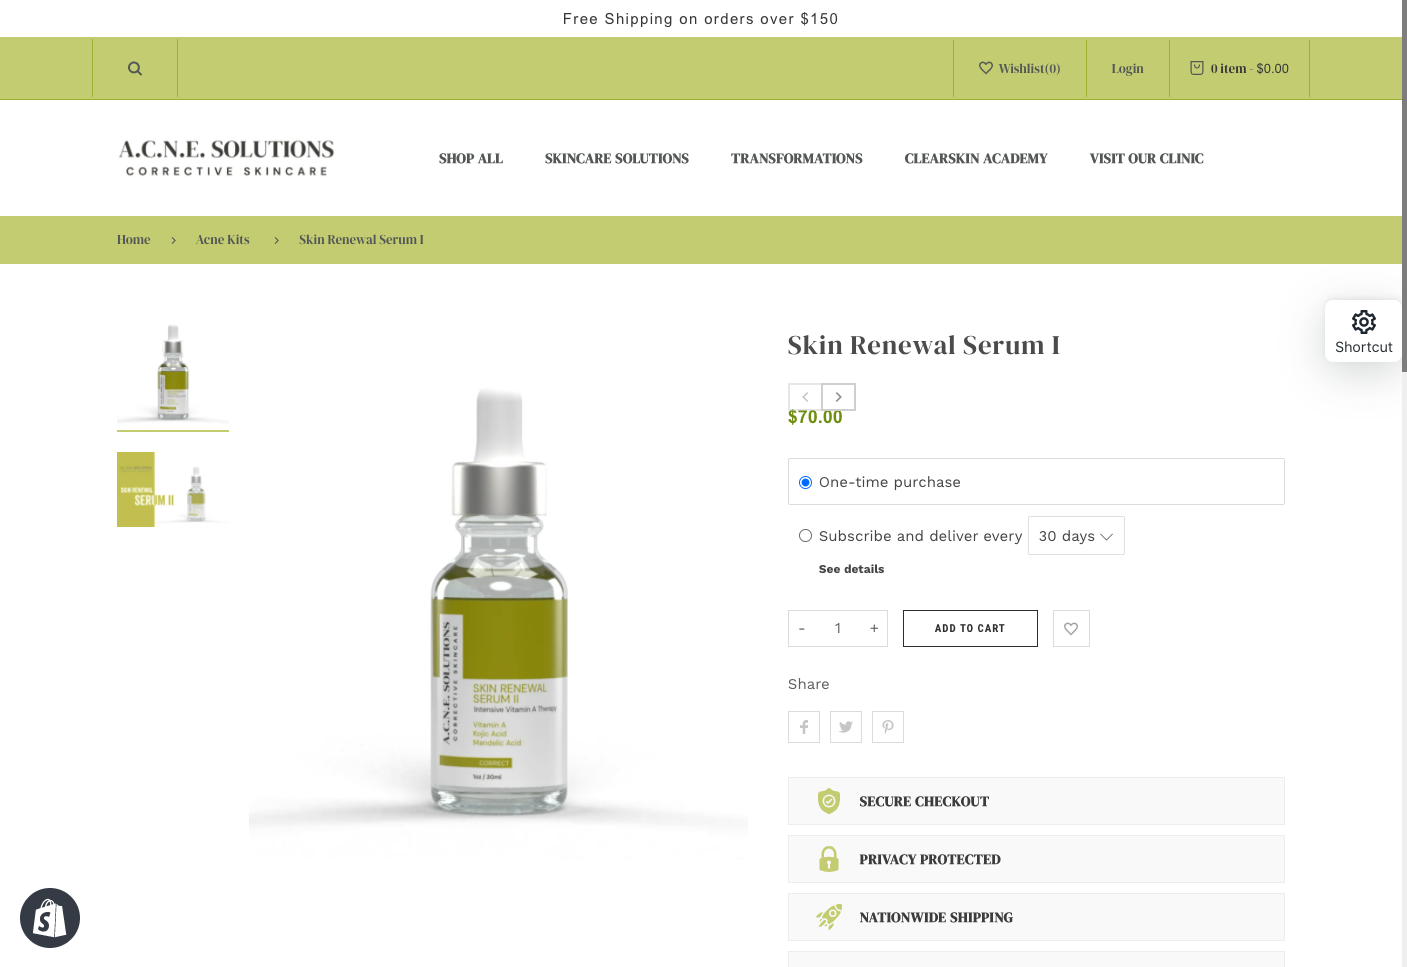 Free Shipping on orders over $150
Wishlist(0)
Login
0 item - $0.00
A.C.N.E. SOLUTIONS
CORRECTIVE SKINCARE
SHOP ALL
SKINCARE SOLUTIONS
TRANSFORMATIONS
CLEARSKIN ACADEMY
VISIT OUR CLINIC
Home
Acne Kits
Skin Renewal Serum I
Shortcut
SKIN RENEWAL
SERUM II
A.C.N.E. SOLUTIONS
CORRECTIVE SKINCARE
SKIN RENEWAL
SERUM II
Intensive Vitamin A Therapy
Vitamin A
Kojic Acid
Mandelic Acid
CORRECT
1oz / 30ml
Skin Renewal Serum I
$70.00
One-time purchase
Subscribe and deliver every
30 days
See details
- 1 +
ADD TO CART
Share
SECURE CHECKOUT
PRIVACY PROTECTED
NATIONWIDE SHIPPING